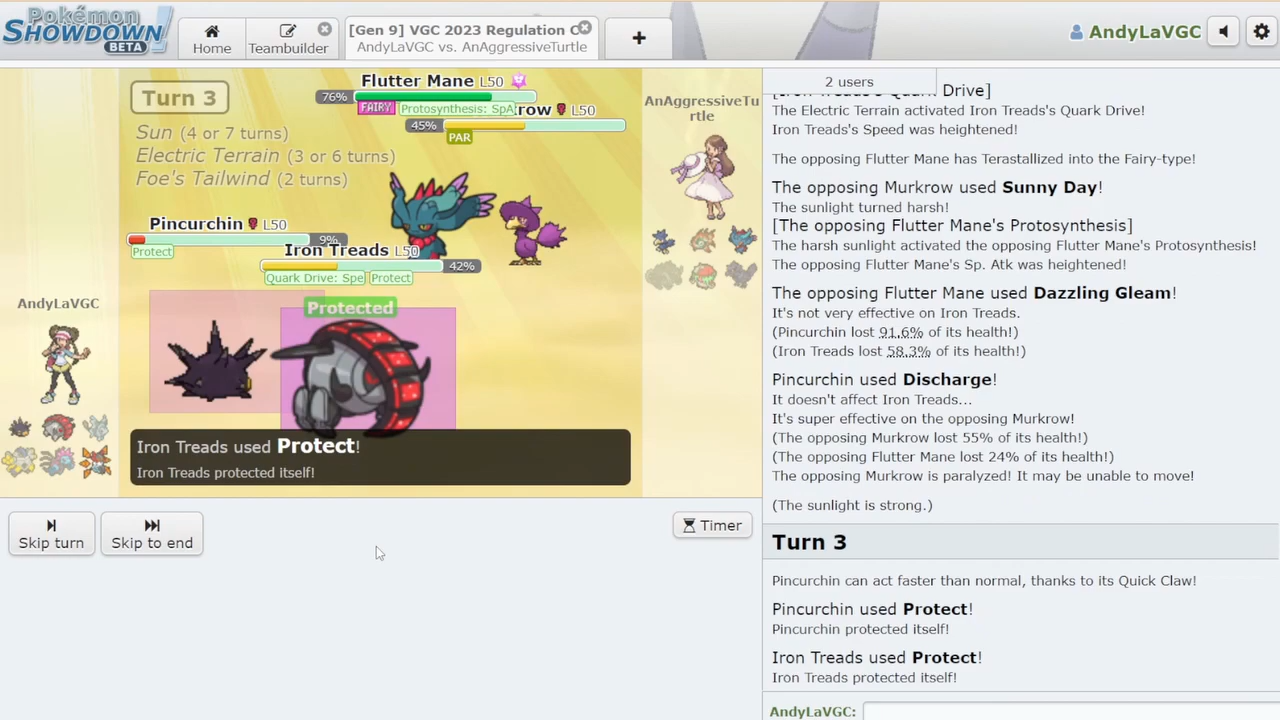 Pokémon
SHOWDOWN!
BETA
Home
Teambuilder
[Gen 9] VGC 2023 Regulation C
AndyLaVGC vs. AnAggressiveTurtle
+
AndyLaVGC
Turn 3
Sun (4 or 7 turns)
Electric Terrain (3 or 6 turns)
Foe's Tailwind (2 turns)
Flutter Mane L50
76%
FAIRY Protosynthesis: SpA
row L50
45%
PAR
Pincurchin L50
9%
Protect
Iron Treads L50
42%
Quark Drive: Spe Protect
Protected
AndyLaVGC
AnAggressiveTu
rtle
Iron Treads used Protect!
Iron Treads protected itself!
Skip turn
Skip to end
Timer
2 users
[Iron Treads's Quark Drive]
The Electric Terrain activated Iron Treads's Quark Drive!
Iron Treads's Speed was heightened!
The opposing Flutter Mane has Terastallized into the Fairy-type!
The opposing Murkrow used Sunny Day!
The sunlight turned harsh!
[The opposing Flutter Mane's Protosynthesis]
The harsh sunlight activated the opposing Flutter Mane's Protosynthesis!
The opposing Flutter Mane's Sp. Atk was heightened!
The opposing Flutter Mane used Dazzling Gleam!
It's not very effective on Iron Treads.
(Pincurchin lost 91.6% of its health!)
(Iron Treads lost 58.3% of its health!)
Pincurchin used Discharge!
It doesn't affect Iron Treads...
It's super effective on the opposing Murkrow!
(The opposing Murkrow lost 55% of its health!)
(The opposing Flutter Mane lost 24% of its health!)
The opposing Murkrow is paralyzed! It may be unable to move!
(The sunlight is strong.)
Turn 3
Pincurchin can act faster than normal, thanks to its Quick Claw!
Pincurchin used Protect!
Pincurchin protected itself!
Iron Treads used Protect!
Iron Treads protected itself!
AndyLaVGC: